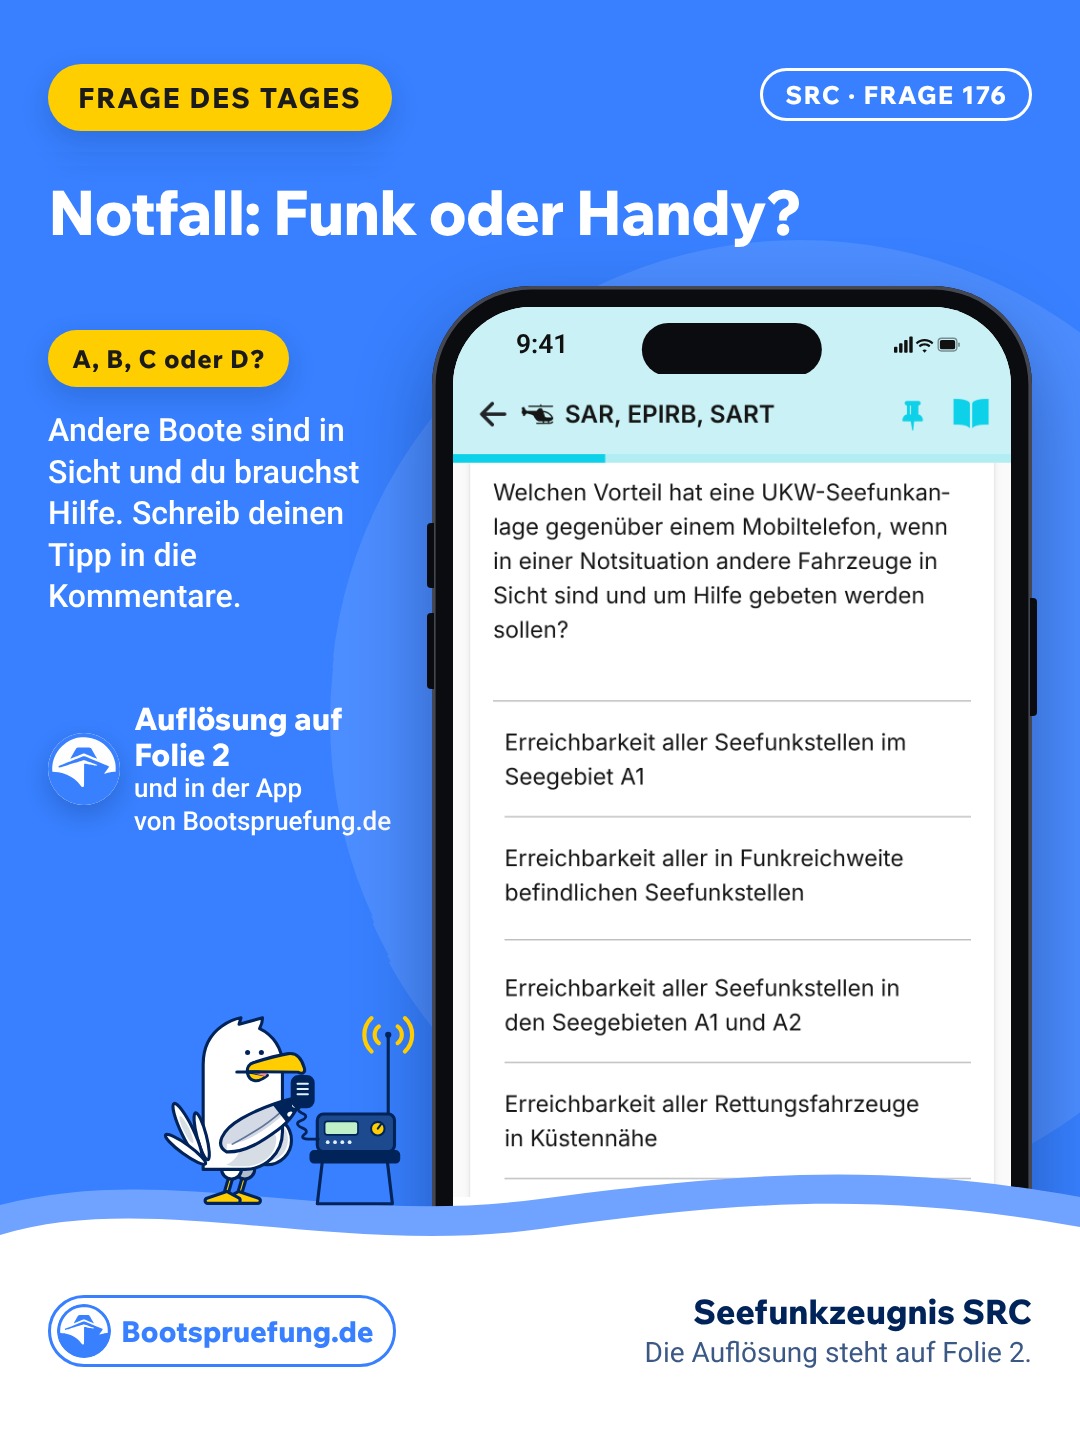 FRAGE DES TAGES
SRC · FRAGE 176
Notfall: Funk oder Handy?
A, B, C oder D?
Andere Boote sind in
Sicht und du brauchst
Hilfe. Schreib deinen
Tipp in die
Kommentare.
Auflösung auf
Folie 2
und in der App
von Bootspruefung.de
9:41
SAR, EPIRB, SART
Welchen Vorteil hat eine UKW-Seefunkan-
lage gegenüber einem Mobiltelefon, wenn
in einer Notsituation andere Fahrzeuge in
Sicht sind und um Hilfe gebeten werden
sollen?
Erreichbarkeit aller Seefunkstellen im
Seegebiet A1
Erreichbarkeit aller in Funkreichweite
befindlichen Seefunkstellen
Erreichbarkeit aller Seefunkstellen in
den Seegebieten A1 und A2
Erreichbarkeit aller Rettungsfahrzeuge
in Küstennähe
Bootspruefung.de
Seefunkzeugnis SRC
Die Auflösung steht auf Folie 2.